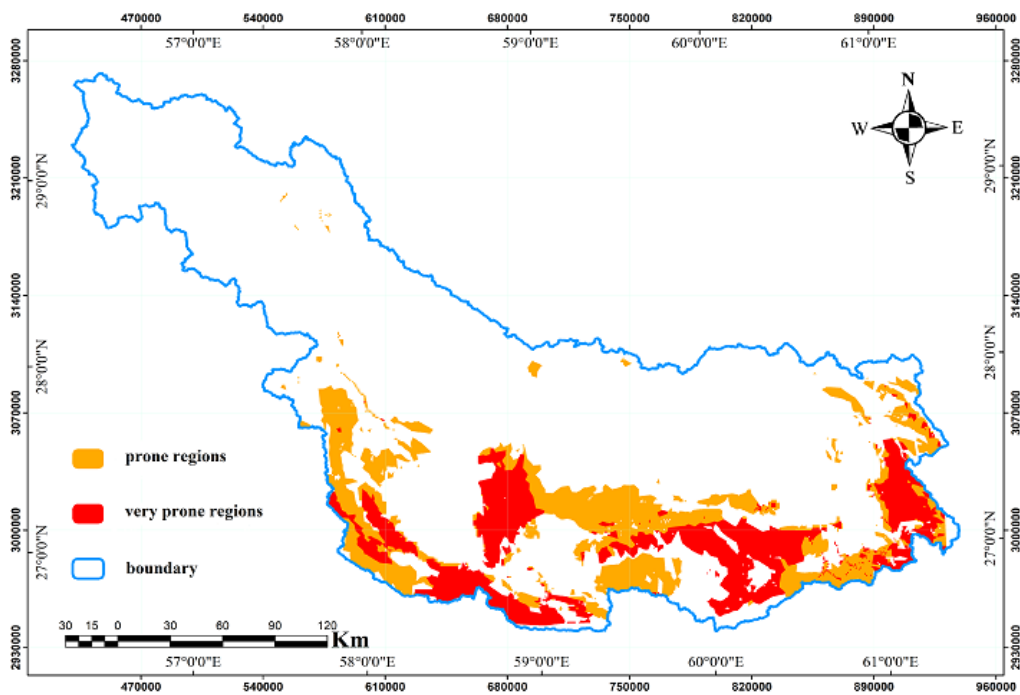 470000 540000 610000 680000 750000 820000 890000 960000
57°0'0"E 58°0'0"E 59°0'0"E 60°0'0"E 61°0'0"E
3280000 3280000
N
W E
S
3210000 29°0'0"N 29°0'0"N 3210000
3140000 3140000
28°0'0"N 28°0'0"N
3070000 3070000
prone regions
very prone regions
3000000 27°0'0"N 27°0'0"N 3000000
boundary
30 15 0 30 60 90 120
Km
2930000 2930000
57°0'0"E 58°0'0"E 59°0'0"E 60°0'0"E 61°0'0"E
470000 540000 610000 680000 750000 820000 890000 960000